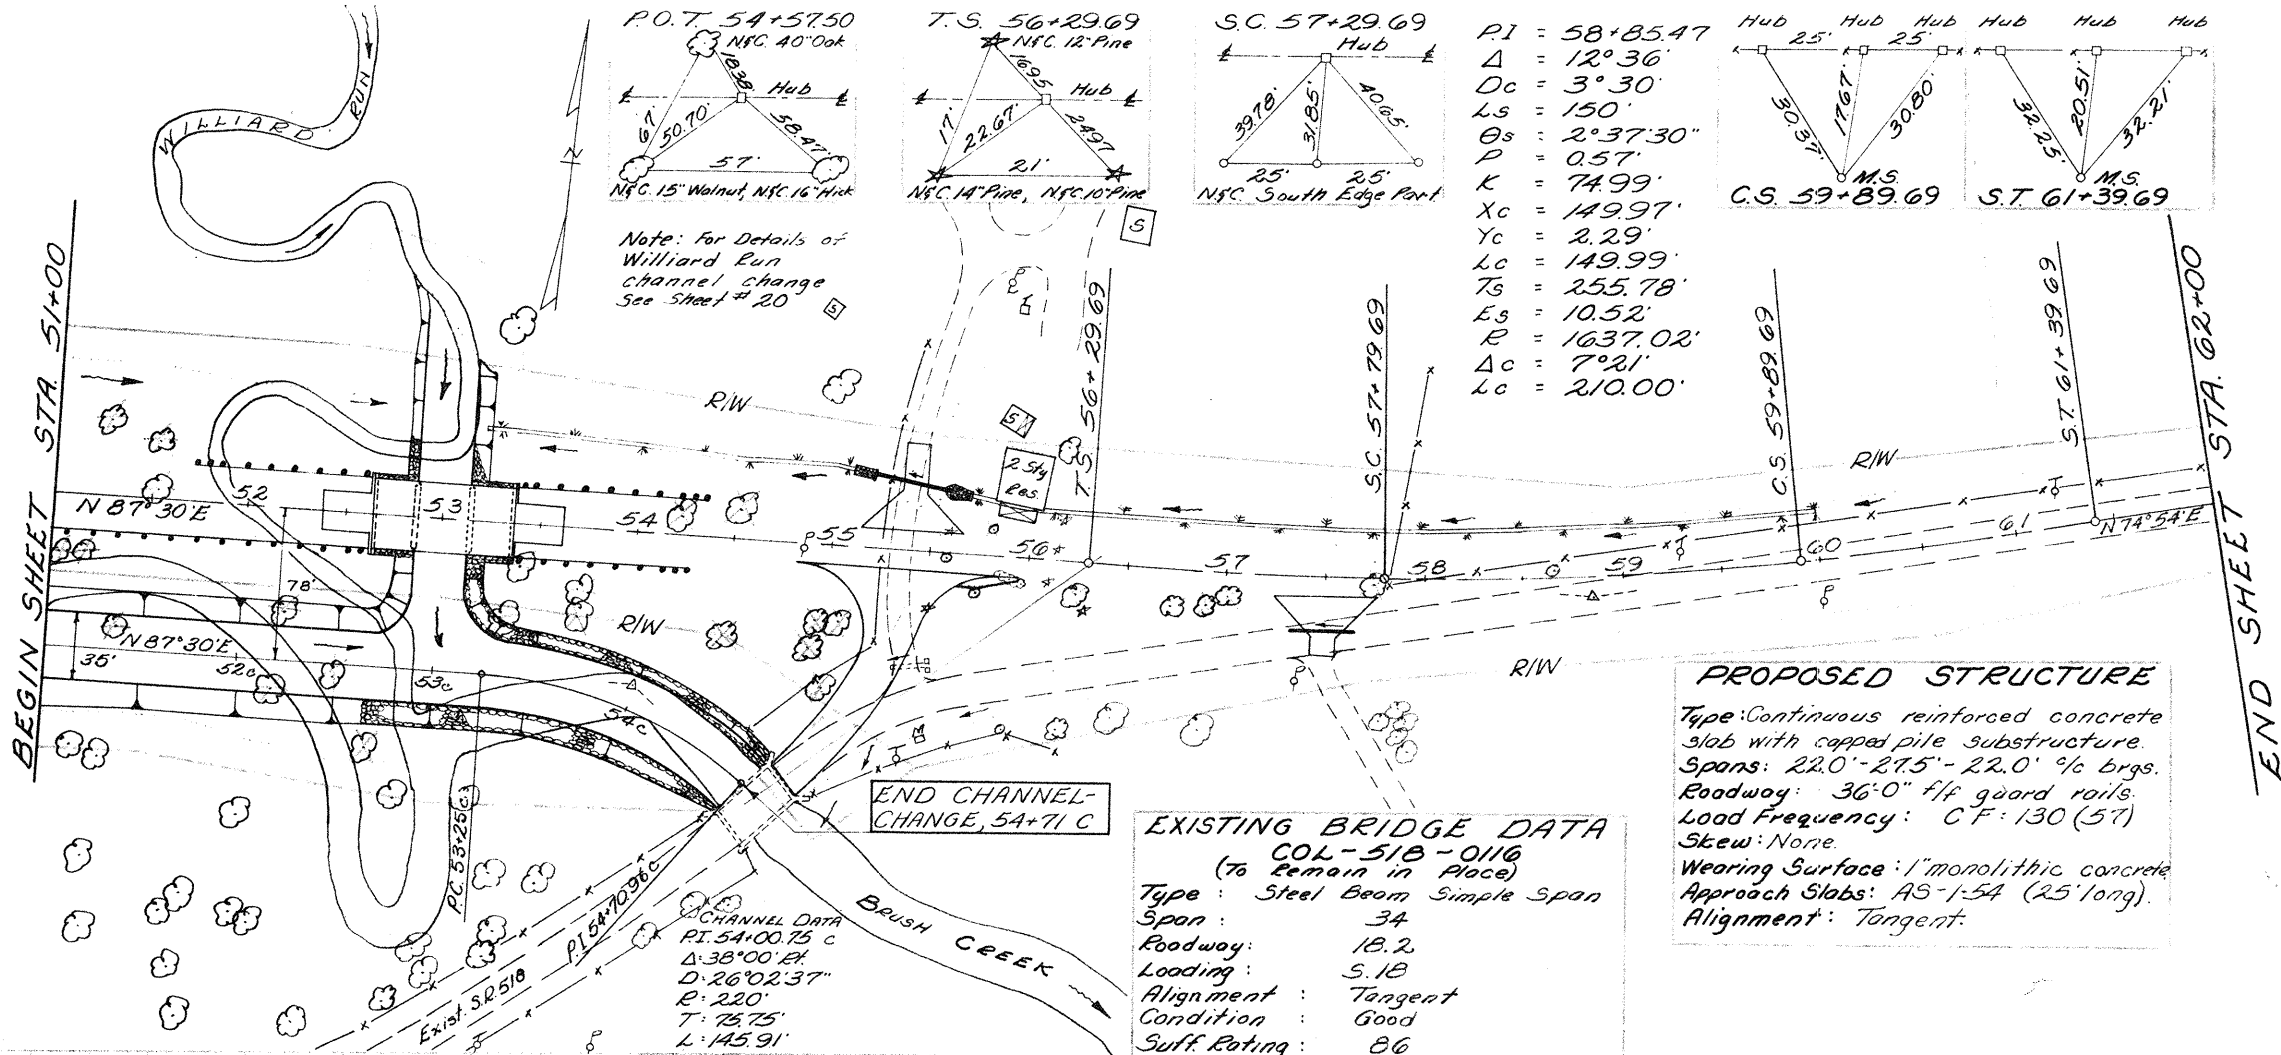 P.O.T. 54+57.50
N&C. 40" Oak
18.38'
Hub
67'
50.70'
58.47'
57'
N&C. 15" Walnut, N&C. 16" Hick
T.S. 56+29.69
N&C. 12" Pine
16.95
Hub
17'
22.67'
24.97
21'
N&C. 14" Pine, N&C. 10" Pine
S.C. 57+29.69
Hub
39.78'
31.85'
40.65'
25' 25'
N&C. South Edge Pav't
P.I = 58+85.47
Δ = 12° 36'
Dc = 3° 30'
Ls = 150'
Θs = 2°37'30"
P = 0.57'
K = 74.99'
Xc = 149.97'
Yc = 2.29'
Lc = 149.99'
Ts = 255.78'
Es = 10.52'
R = 1637.02'
Δc = 7°21'
Lc = 210.00'
Hub Hub Hub
25' 25'
30.37'
17.67'
30.80'
M.S.
C.S. 59+89.69
Hub Hub Hub
32.25'
20.51'
32.21'
M.S.
S.T. 61+39.69
WILLIARD RUN
N
Note: For Details of
Williard Run
channel change
See Sheet # 20
S
S
S
BEGIN SHEET STA. 51+00
END SHEET STA. 62+00
R/W
R/W
R/W
R/W
2 Sty
Res.
T.S. 56+29.69
S.C. 57+79.69
C.S. 59+89.69
S.T. 61+39.69
N 87°30'E
52
53
54
55
56
57
58
59
60
61
N 74°54'E
78'
35'
N 87°30'E
52c
53c
54c
P.C. 53+25(c)
P.I. 54+70.96 c
END CHANNEL-
CHANGE, 54+71 C
Exist. S.R. 518
BRUSH CREEK
CHANNEL DATA
P.I. 54+00.75 c
Δ: 38°00' Rt.
D: 26°02'37"
R: 220'
T: 75.75'
L: 145.91'
EXISTING BRIDGE DATA
COL-518-0116
(To Remain in Place)
Type : Steel Beam Simple Span
Span : 34
Roadway: 18.2
Loading : S.18
Alignment : Tangent
Condition : Good
Suff. Rating : 86
PROPOSED STRUCTURE
Type: Continuous reinforced concrete
slab with capped pile substructure.
Spans: 22.0' - 27.5' - 22.0' c/c brgs.
Roadway: 36'-0" f/f guard rails.
Load Frequency: C F : 130 (57)
Skew: None.
Wearing Surface: 1" monolithic concrete
Approach Slabs: AS-1-54 (25' long).
Alignment: Tangent.